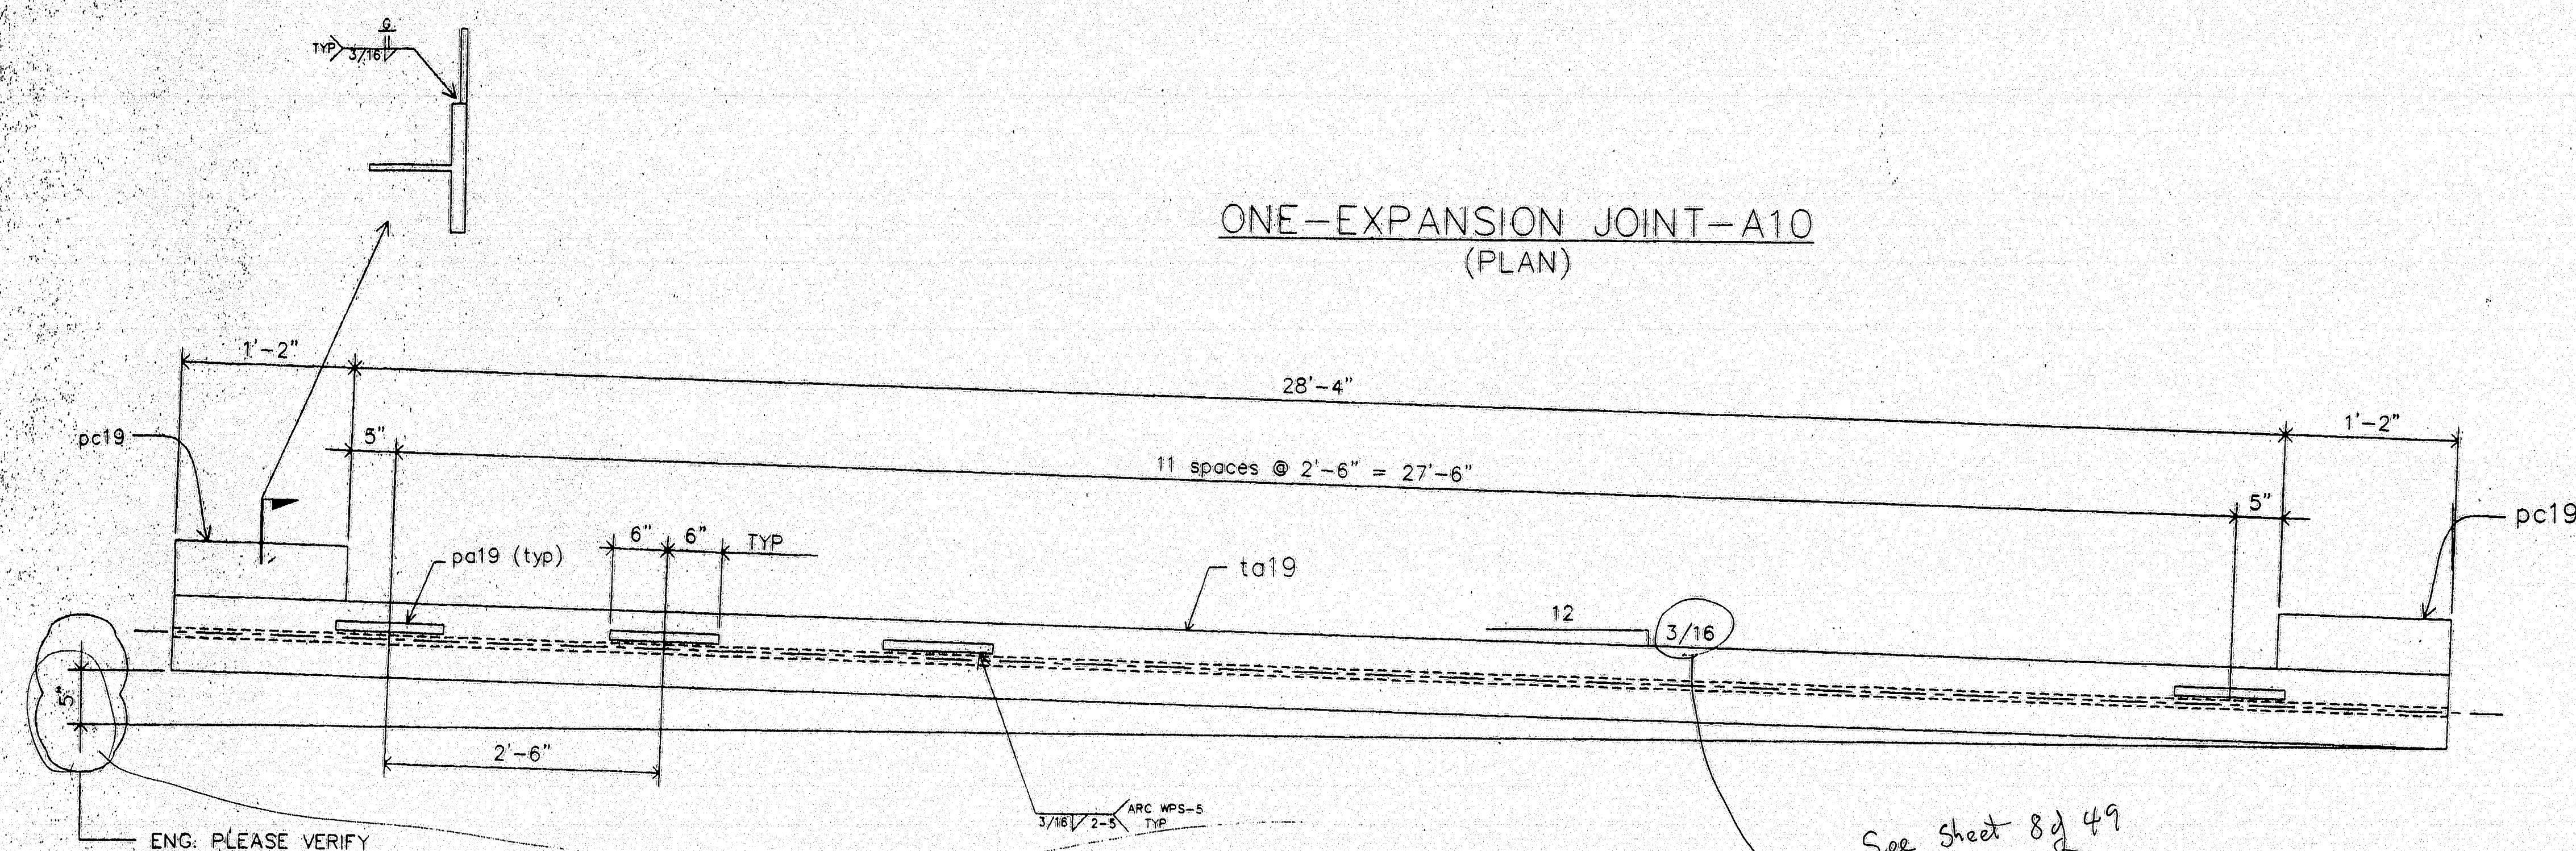 G
TYP
3/16
ONE-EXPANSION JOINT-A10
(PLAN)
1'-2"
28'-4"
1'-2"
pc19
5"
11 spaces @ 2'-6" = 27'-6"
5"
pc19
pa19 (typ)
6"
6"
TYP
ta19
12
3/16
5"
2'-6"
3/16
2-5
ARC WPS-5
TYP
ENG: PLEASE VERIFY
See sheet 8 of 49